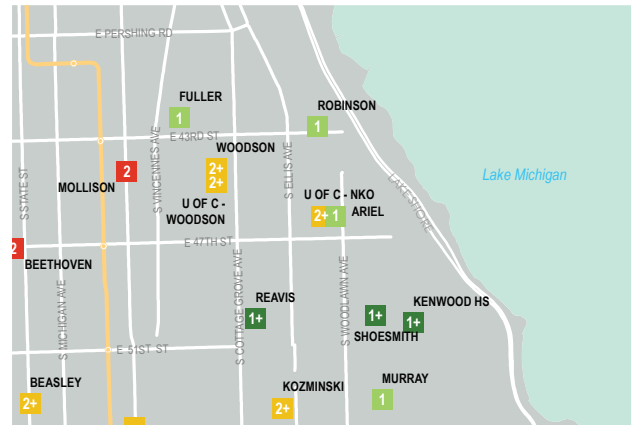 E PERSHING RD
FULLER
1
ROBINSON
1
E 43RD ST
WOODSON
2+
2+
2
MOLLISON
S STATE ST
S VINCENNES AVE
S ELLIS AVE
LAKE SHORE
Lake Michigan
U OF C -
WOODSON
U OF C - NKO
ARIEL
2+
1
E 47TH ST
2
BEETHOVEN
S MICHIGAN AVE
S COTTAGE GROVE AVE
S WOODLAWN AVE
REAVIS
1+
1+
SHOESMITH
KENWOOD HS
1+
E 51ST ST
BEASLEY
2+
KOZMINSKI
2+
MURRAY
1